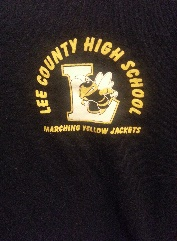 LEE COUNTY HIGH SCHOOL
L
MARCHING YELLOW JACKETS